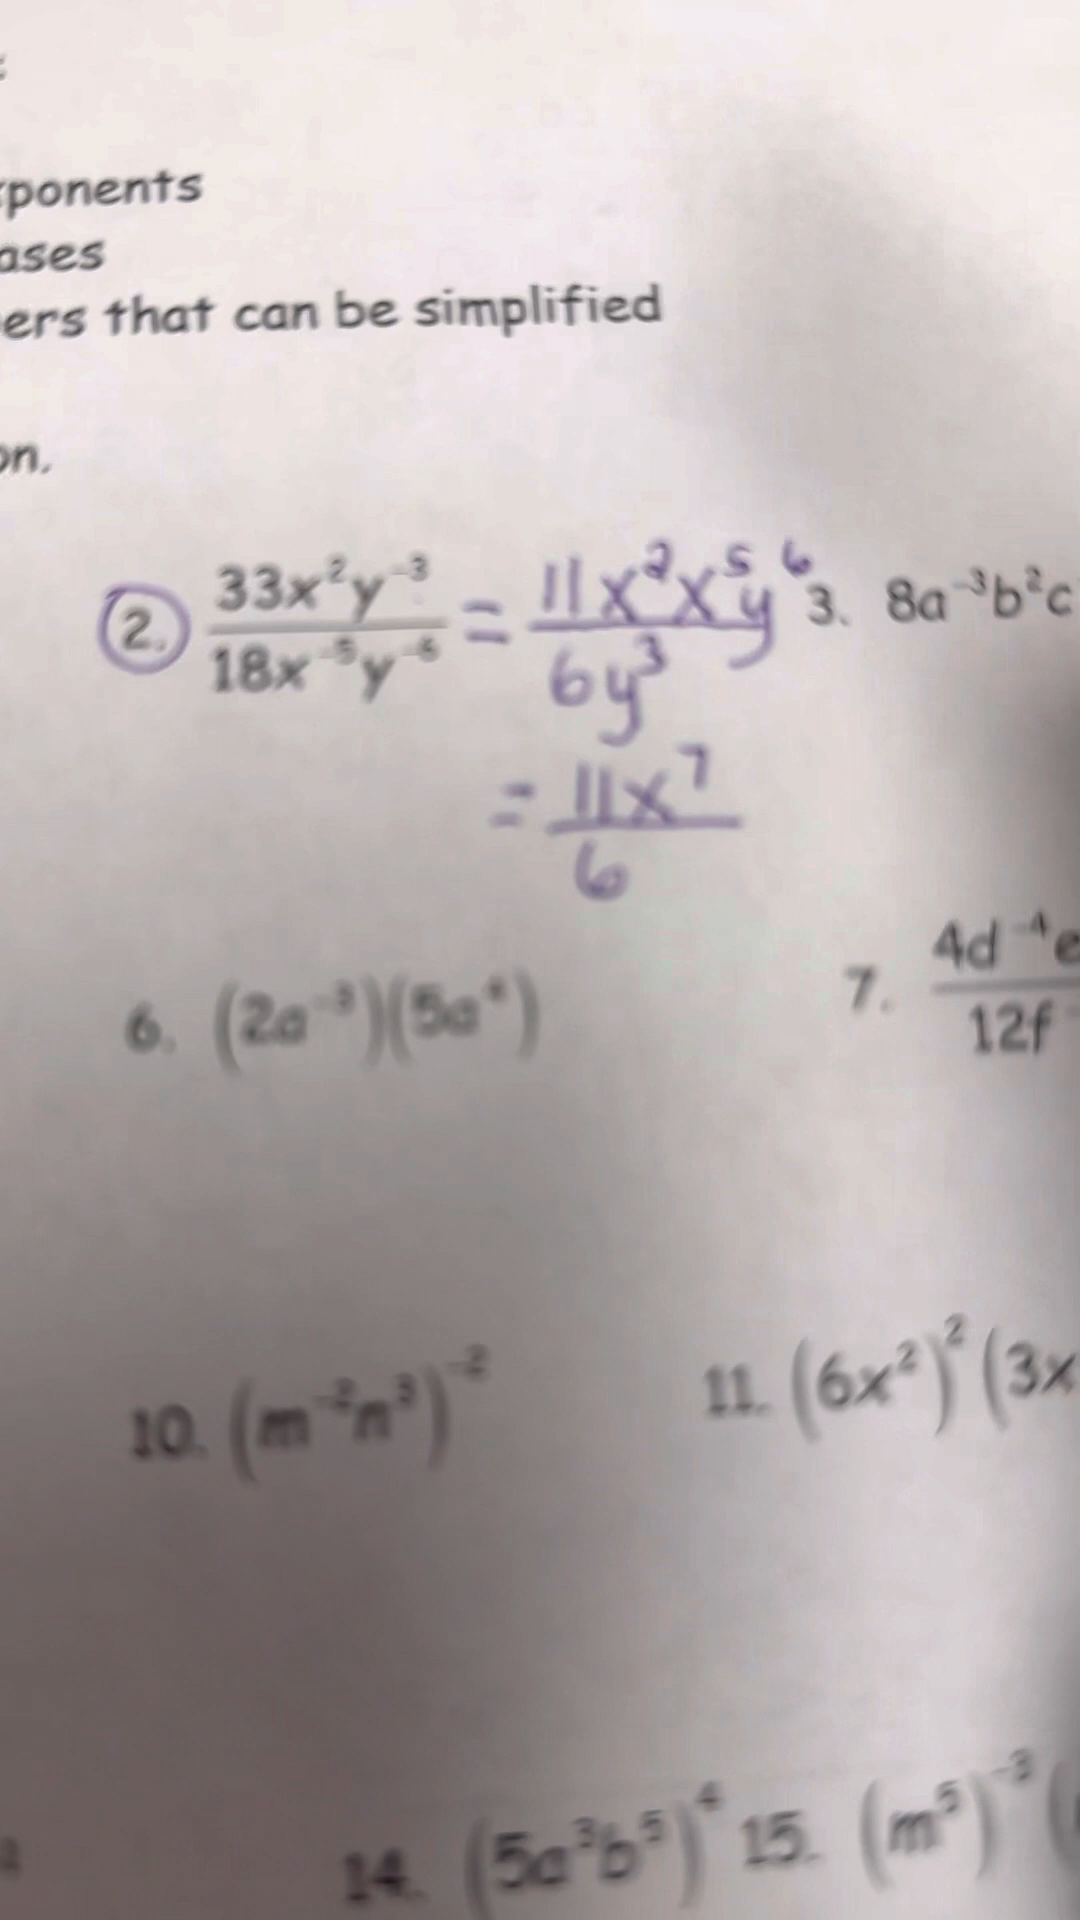 ponents
ases
ers that can be simplified
on.
2. 33x²y⁻³ / 18x⁻⁵y⁻⁶ = 11x²x⁵y⁶ / 6y³
= 11x⁷ / 6
3. 8a⁻³b²c
6. (2a⁻³)(5a⁴)
7. 4d⁻⁴e / 12f
10. (m⁻²n³)⁻²
11. (6x²)²(3x
14. (5a³b⁵)⁴
15. (m⁵)⁻³(